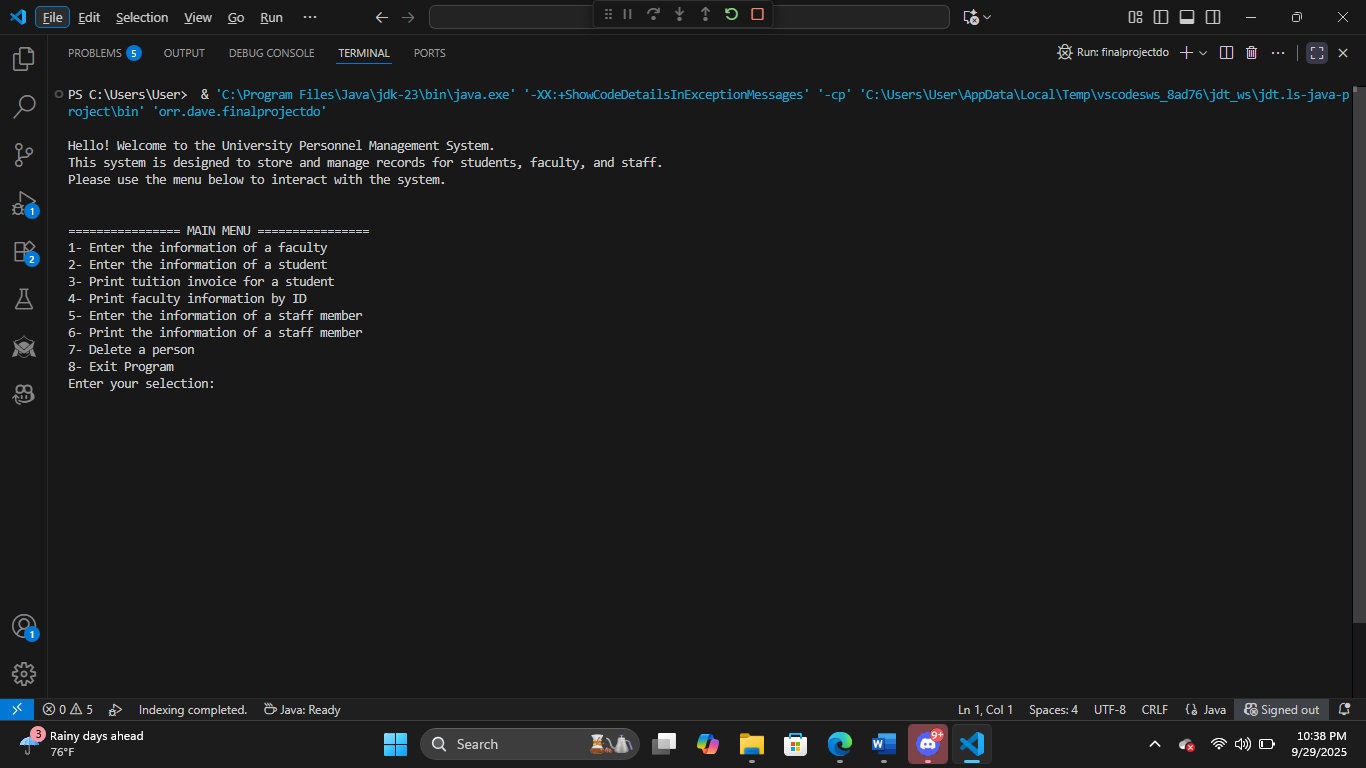 File Edit Selection View Go Run ···
PROBLEMS 5 OUTPUT DEBUG CONSOLE TERMINAL PORTS
Run: finalprojectdo
PS C:\Users\User>  & 'C:\Program Files\Java\jdk-23\bin\java.exe' '-XX:+ShowCodeDetailsInExceptionMessages' '-cp' 'C:\Users\User\AppData\Local\Temp\vscodesws_8ad76\jdt_ws\jdt.ls-java-p
roject\bin' 'orr.dave.finalprojectdo'
Hello! Welcome to the University Personnel Management System.
This system is designed to store and manage records for students, faculty, and staff.
Please use the menu below to interact with the system.
================ MAIN MENU ================
1- Enter the information of a faculty
2- Enter the information of a student
3- Print tuition invoice for a student
4- Print faculty information by ID
5- Enter the information of a staff member
6- Print the information of a staff member
7- Delete a person
8- Exit Program
Enter your selection:
1
2
1
0 5 Indexing completed. Java: Ready
Ln 1, Col 1 Spaces: 4 UTF-8 CRLF {} Java Signed out
3 Rainy days ahead
76°F
Search
9+
10:38 PM
9/29/2025